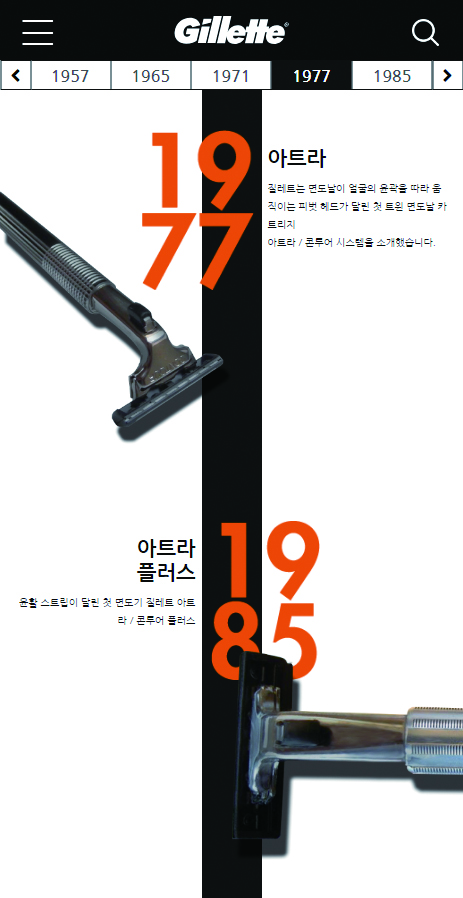 Gillette
1957 1965 1971 1977 1985
1977
아트라
질레트는 면도날이 얼굴의 윤곽을 따라 움
직이는 피벗 헤드가 달린 첫 트윈 면도날 카
트리지
아트라 / 콘투어 시스템을 소개했습니다.
1985
아트라
플러스
윤활 스트립이 달린 첫 면도기 질레트 아트
라 / 콘투어 플러스